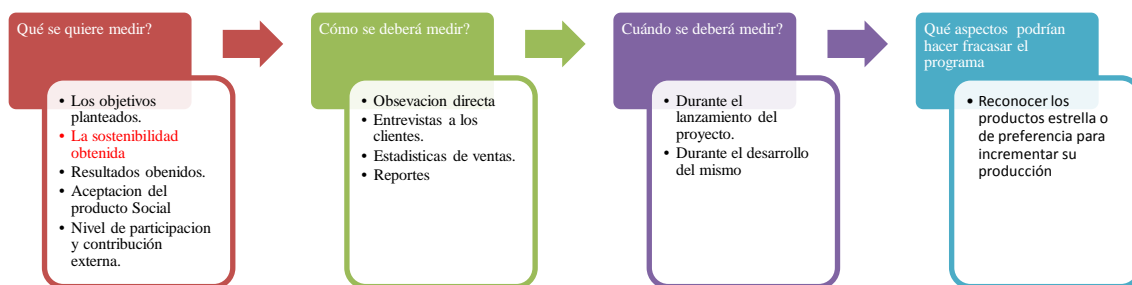 Qué se quiere medir?
• Los objetivos
planteados.
• La sostenibilidad
obtenida
• Resultados obenidos.
• Aceptacion del
producto Social
• Nivel de participacion
y contribución
externa.
Cómo se deberá medir?
• Obsevacion directa
• Entrevistas a los
clientes.
• Estadisticas de ventas.
• Reportes
Cuándo se deberá medir?
• Durante el
lanzamiento del
proyecto.
• Durante el desarrollo
del mismo
Qué aspectos podrían
hacer fracasar el
programa
• Reconocer los
productos estrella o
de preferencia para
incrementar su
producción